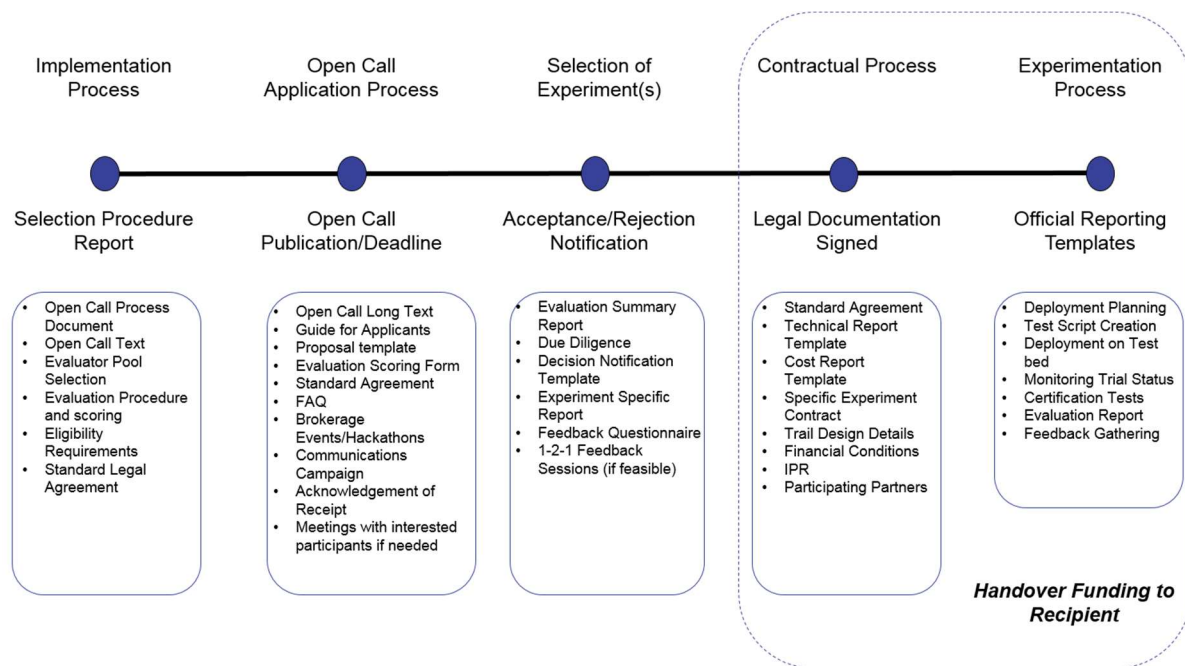 Implementation
Process
Open Call
Application Process
Selection of
Experiment(s)
Contractual Process
Experimentation
Process
Selection Procedure
Report
Open Call
Publication/Deadline
Acceptance/Rejection
Notification
Legal Documentation
Signed
Official Reporting
Templates
• Open Call Process
Document
• Open Call Text
• Evaluator Pool
Selection
• Evaluation Procedure
and scoring
• Eligibility
Requirements
• Standard Legal
Agreement
• Open Call Long Text
• Guide for Applicants
• Proposal template
• Evaluation Scoring Form
• Standard Agreement
• FAQ
• Brokerage
Events/Hackathons
• Communications
Campaign
• Acknowledgement of
Receipt
• Meetings with interested
participants if needed
• Evaluation Summary
Report
• Due Diligence
• Decision Notification
Template
• Experiment Specific
Report
• Feedback Questionnaire
• 1-2-1 Feedback
Sessions (if feasible)
• Standard Agreement
• Technical Report
Template
• Cost Report
Template
• Specific Experiment
Contract
• Trail Design Details
• Financial Conditions
• IPR
• Participating Partners
• Deployment Planning
• Test Script Creation
• Deployment on Test
bed
• Monitoring Trial Status
• Certification Tests
• Evaluation Report
• Feedback Gathering
Handover Funding to
Recipient